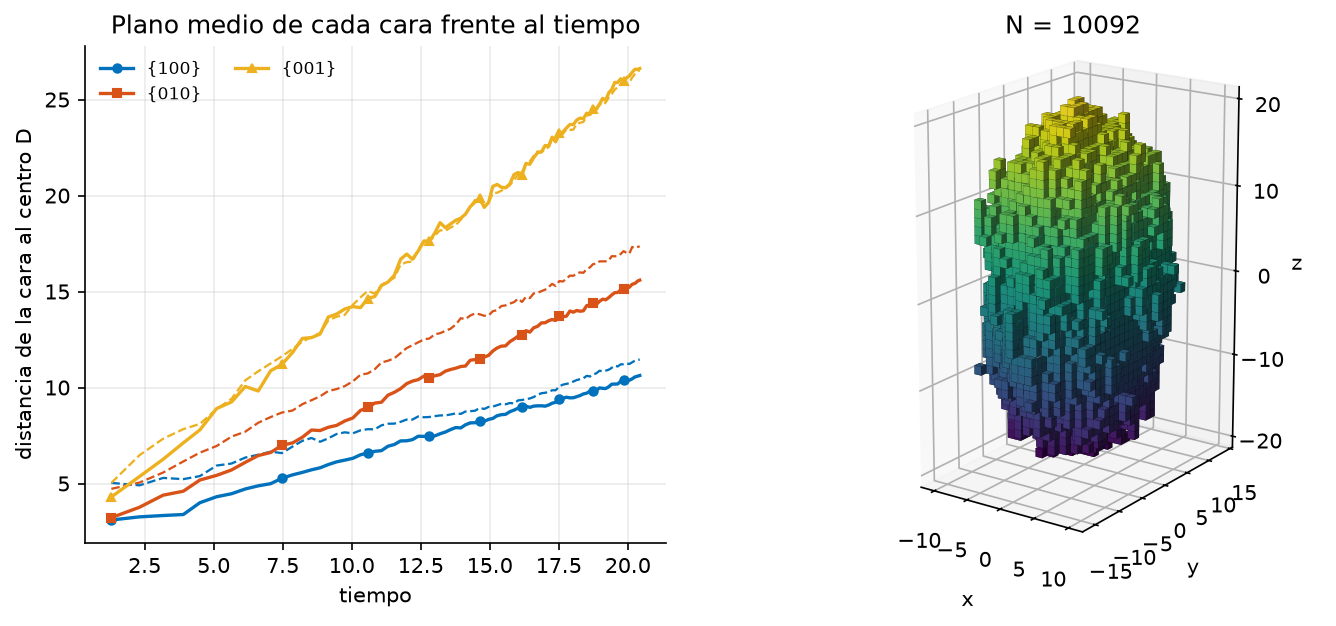 Plano medio de cada cara frente al tiempo
{100}
{010}
{001}
distancia de la cara al centro D
25
20
15
10
5
2.5 5.0 7.5 10.0 12.5 15.0 17.5 20.0
tiempo
N = 10092
20
10
0
−10
−20
z
−10 −5 0 5 10
x
−15 −10 −5 0 5 10 15
y